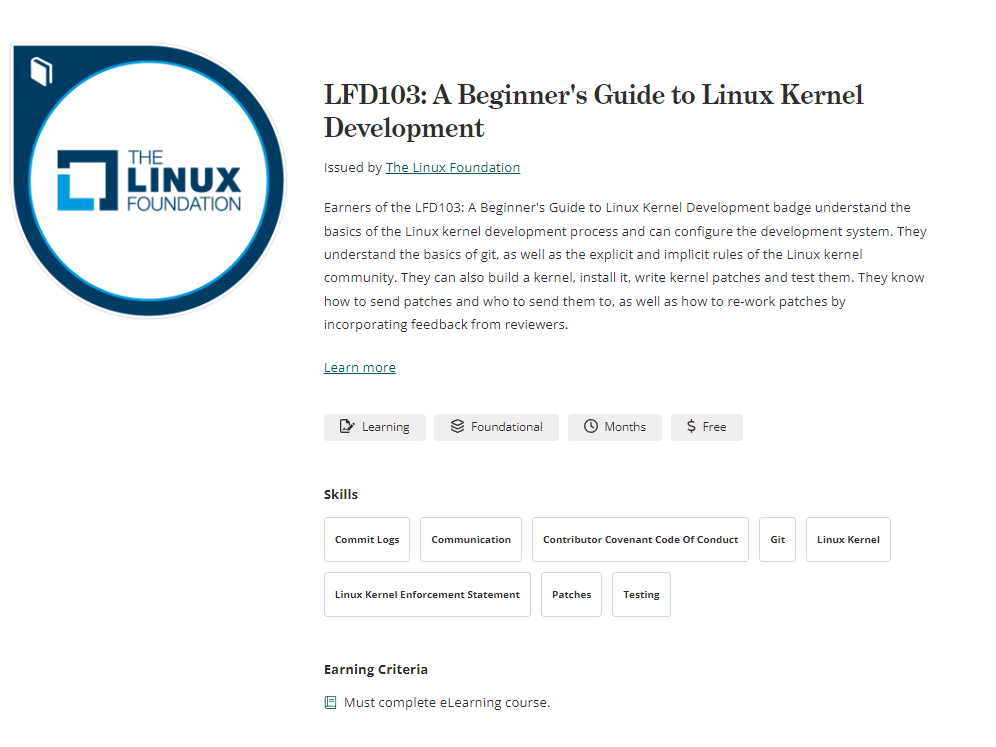 THE
LINUX
FOUNDATION
LFD103: A Beginner's Guide to Linux Kernel
Development
Issued by The Linux Foundation
Earners of the LFD103: A Beginner's Guide to Linux Kernel Development badge understand the
basics of the Linux kernel development process and can configure the development system. They
understand the basics of git, as well as the explicit and implicit rules of the Linux kernel
community. They can also build a kernel, install it, write kernel patches and test them. They know
how to send patches and who to send them to, as well as how to re-work patches by
incorporating feedback from reviewers.
Learn more
Learning Foundational Months $ Free
Skills
Commit Logs Communication Contributor Covenant Code Of Conduct Git Linux Kernel
Linux Kernel Enforcement Statement Patches Testing
Earning Criteria
Must complete eLearning course.